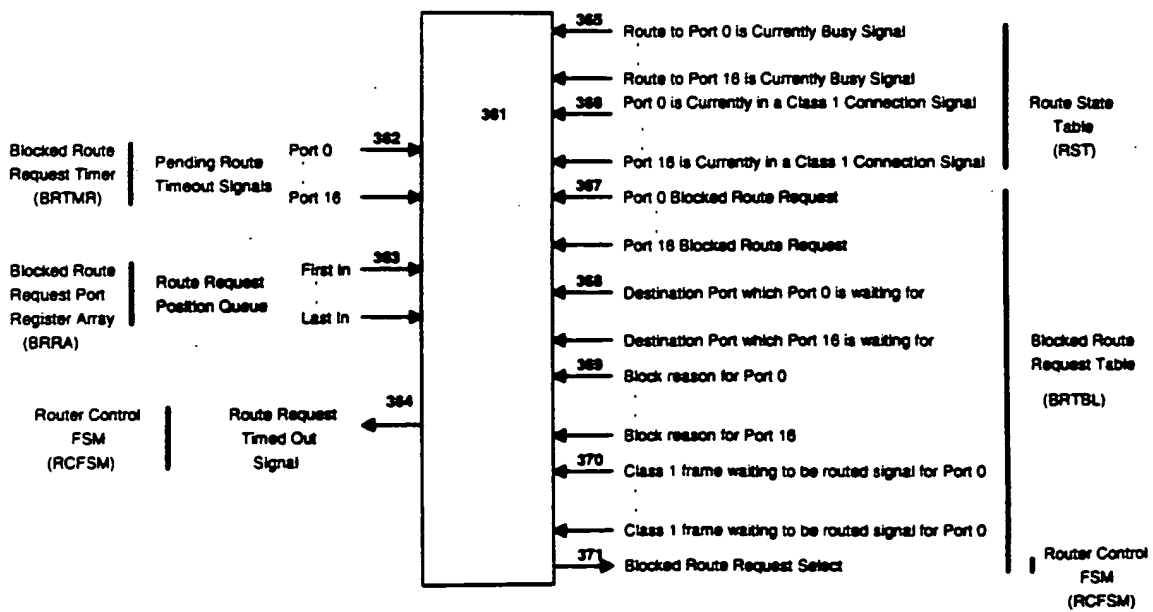 365
Route to Port 0 is Currently Busy Signal
Route to Port 16 is Currently Busy Signal
366
Port 0 is Currently in a Class 1 Connection Signal
Port 16 is Currently in a Class 1 Connection Signal
Route State
Table
(RST)
361
Blocked Route
Request Timer
(BRTMR)
Pending Route
Timeout Signals
Port 0
362
Port 16
367
Port 0 Blocked Route Request
Port 16 Blocked Route Request
Blocked Route
Request Port
Register Array
(BRRA)
Route Request
Position Queue
First In
363
Last In
368
Destination Port which Port 0 is waiting for
Destination Port which Port 16 is waiting for
369
Block reason for Port 0
Block reason for Port 16
370
Class 1 frame waiting to be routed signal for Port 0
Class 1 frame waiting to be routed signal for Port 0
Blocked Route
Request Table
(BRTBL)
Router Control
FSM
(RCFSM)
Route Request
Timed Out
Signal
364
371
Blocked Route Request Select
Router Control
FSM
(RCFSM)